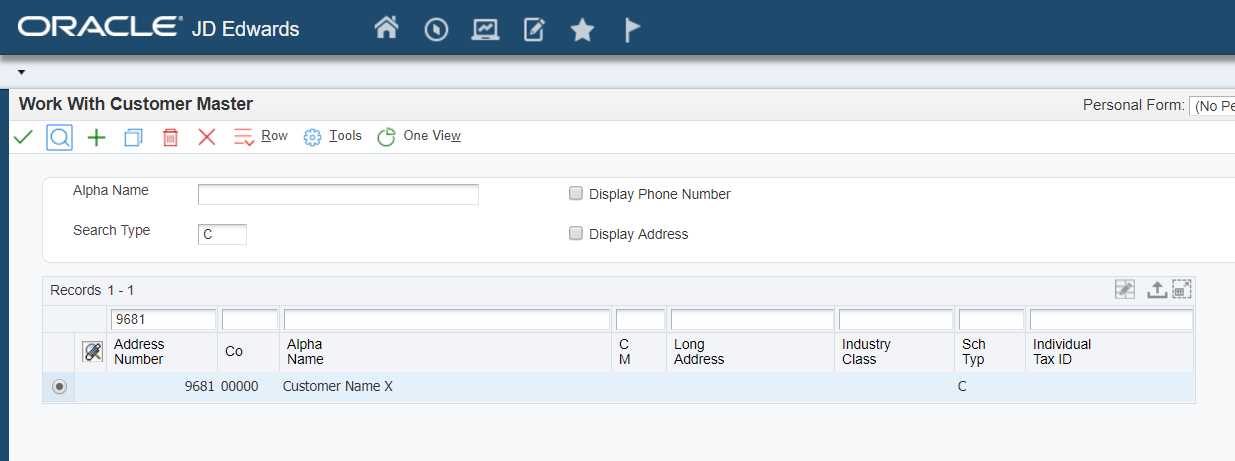 ORACLE JD Edwards
Work With Customer Master
Personal Form: (No Pe
Row Tools One View
Alpha Name Display Phone Number
Search Type C Display Address
Records 1 - 1
9681
Address Number Co Alpha Name C M Long Address Industry Class Sch Typ Individual Tax ID
9681 00000 Customer Name X C